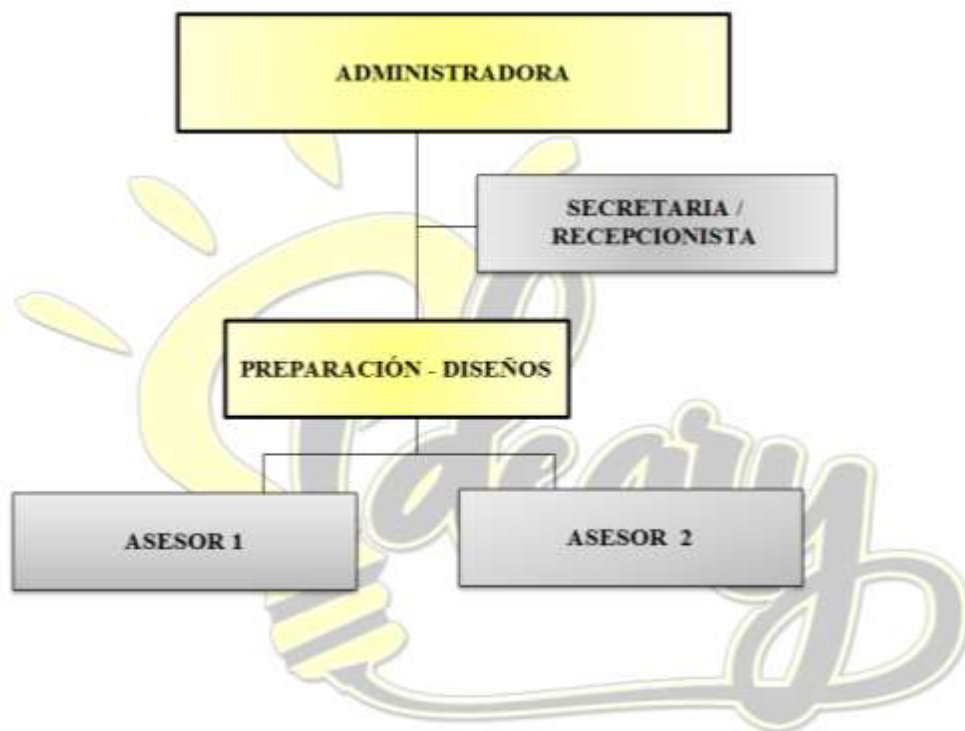 ADMINISTRADORA
SECRETARIA /
RECEPCIONISTA
PREPARACIÓN - DISEÑOS
ASESOR 1
ASESOR 2